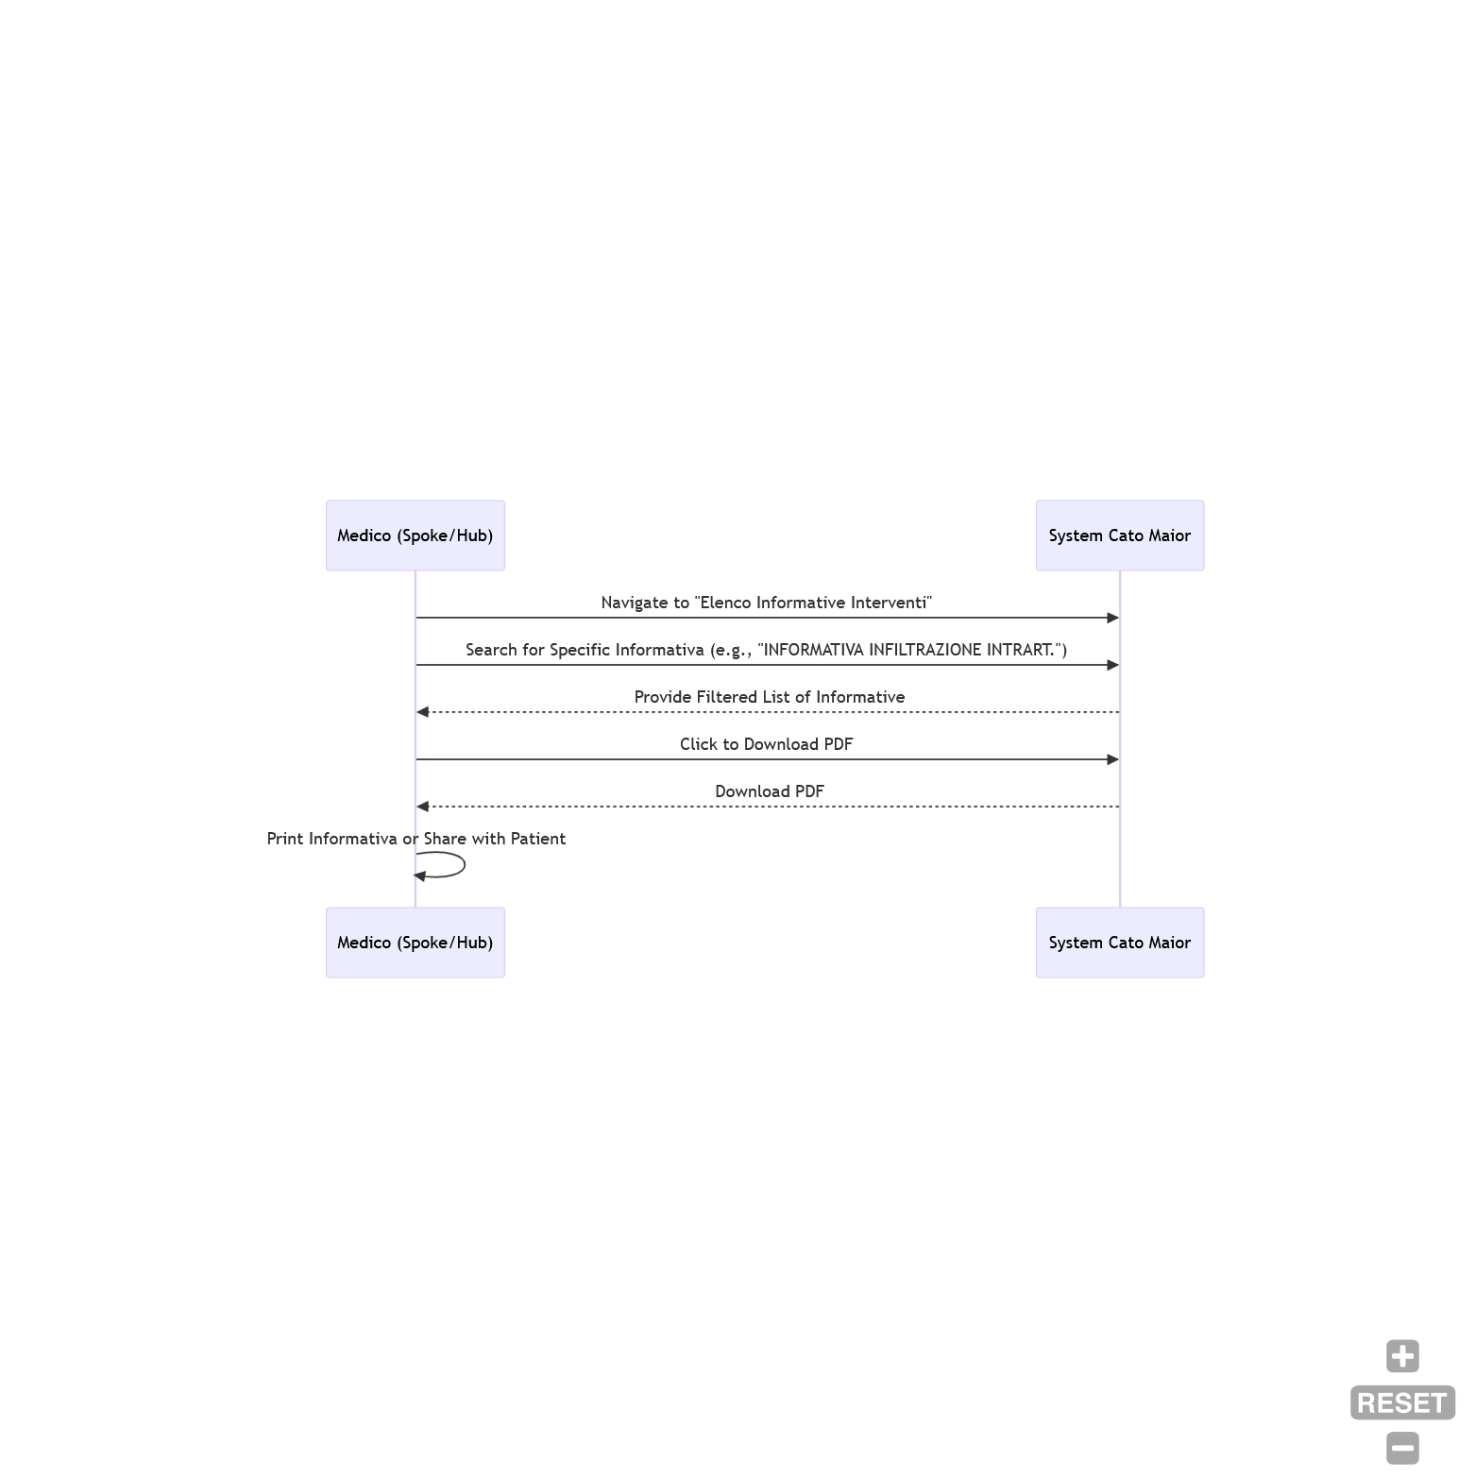 Medico (Spoke/Hub)
System Cato Maior
Navigate to "Elenco Informative Interventi"
Search for Specific Informativa (e.g., "INFORMATIVA INFILTRAZIONE INTRART.")
Provide Filtered List of Informative
Click to Download PDF
Download PDF
Print Informativa or Share with Patient
Medico (Spoke/Hub)
System Cato Maior
RESET